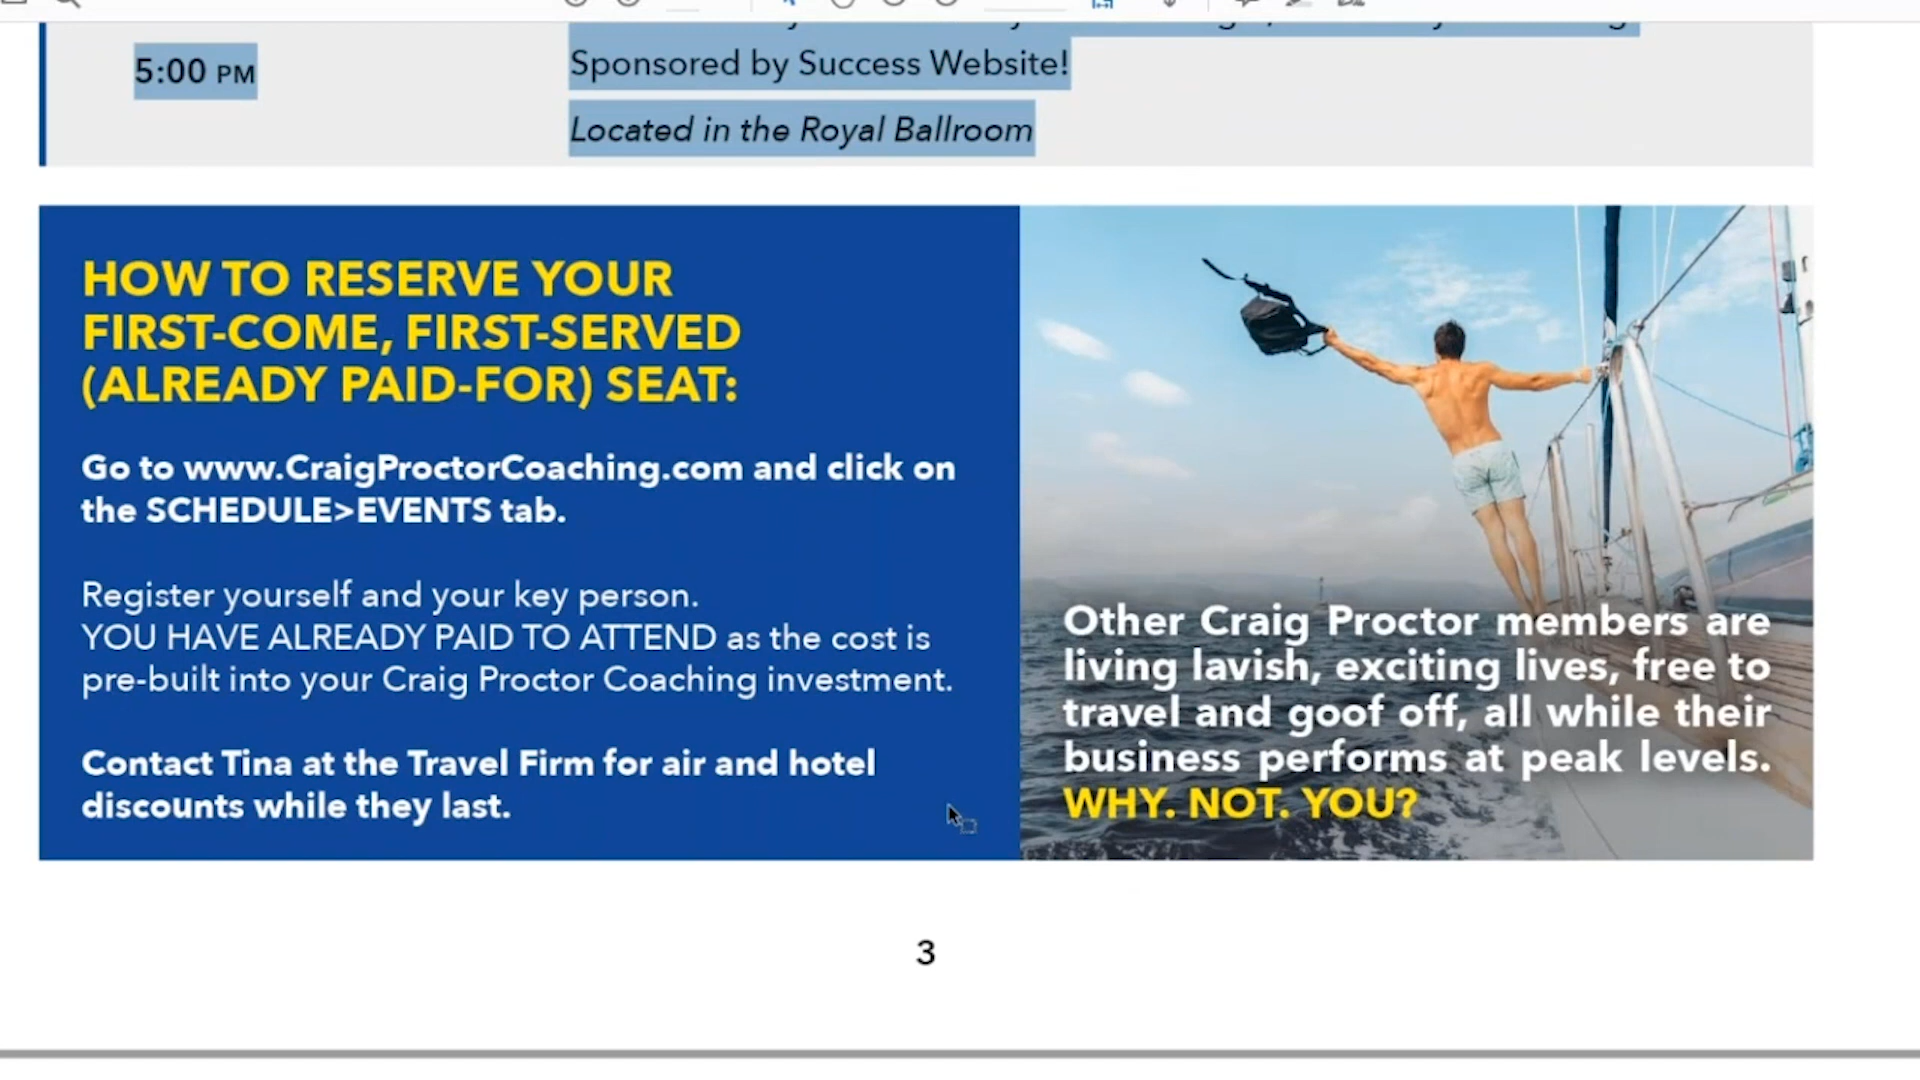 5:00 PM
Sponsored by Success Website!
Located in the Royal Ballroom
HOW TO RESERVE YOUR
FIRST-COME, FIRST-SERVED
(ALREADY PAID-FOR) SEAT:
Go to www.CraigProctorCoaching.com and click on
the SCHEDULE>EVENTS tab.
Register yourself and your key person.
YOU HAVE ALREADY PAID TO ATTEND as the cost is
pre-built into your Craig Proctor Coaching investment.
Contact Tina at the Travel Firm for air and hotel
discounts while they last.
Other Craig Proctor members are
living lavish, exciting lives, free to
travel and goof off, all while their
business performs at peak levels.
WHY. NOT. YOU?
3